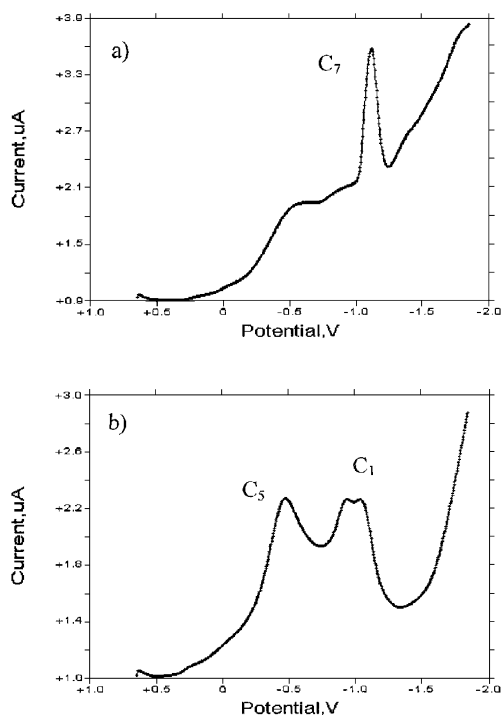 a)
C₇
Current,uA
+3.9
+3.3
+2.7
+2.1
+1.5
+0.9
+1.0 +0.5 0 -0.5 -1.0 -1.5 -2.0
Potential,V
b)
C₅
C₁
Current,uA
+3.0
+2.6
+2.2
+1.8
+1.4
+1.0
+1.0 +0.5 0 -0.5 -1.0 -1.5 -2.0
Potential,V